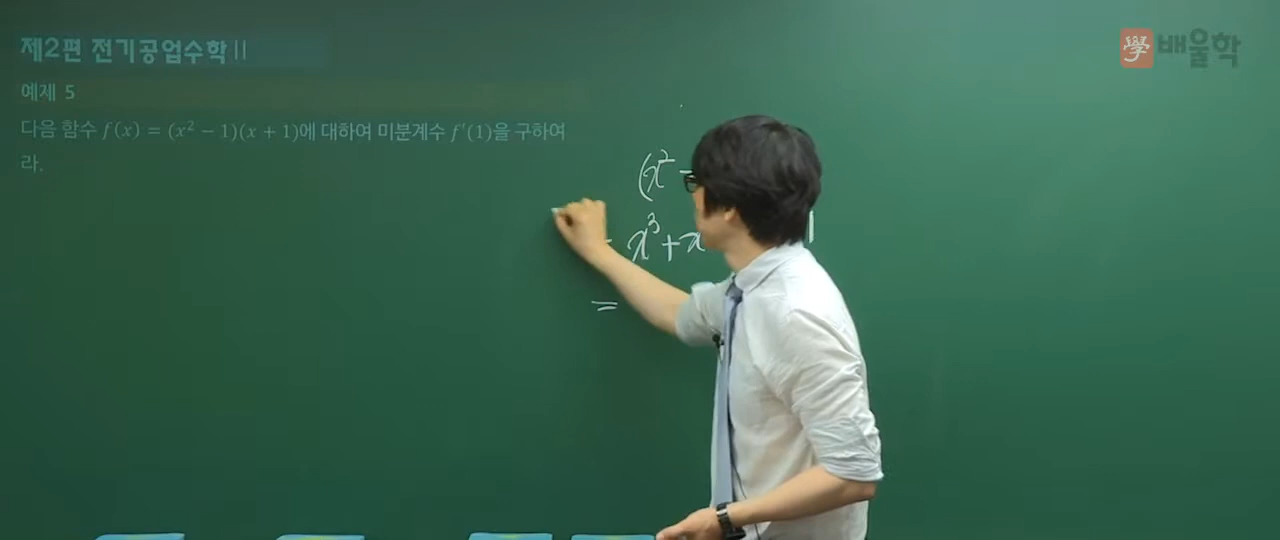 제2편 전기공업수학 II
學 배울학
예제 5
다음 함수 f(x) = (x² − 1)(x + 1)에 대하여 미분계수 f′(1)을 구하여
라.
(x² −
x³ + x
=